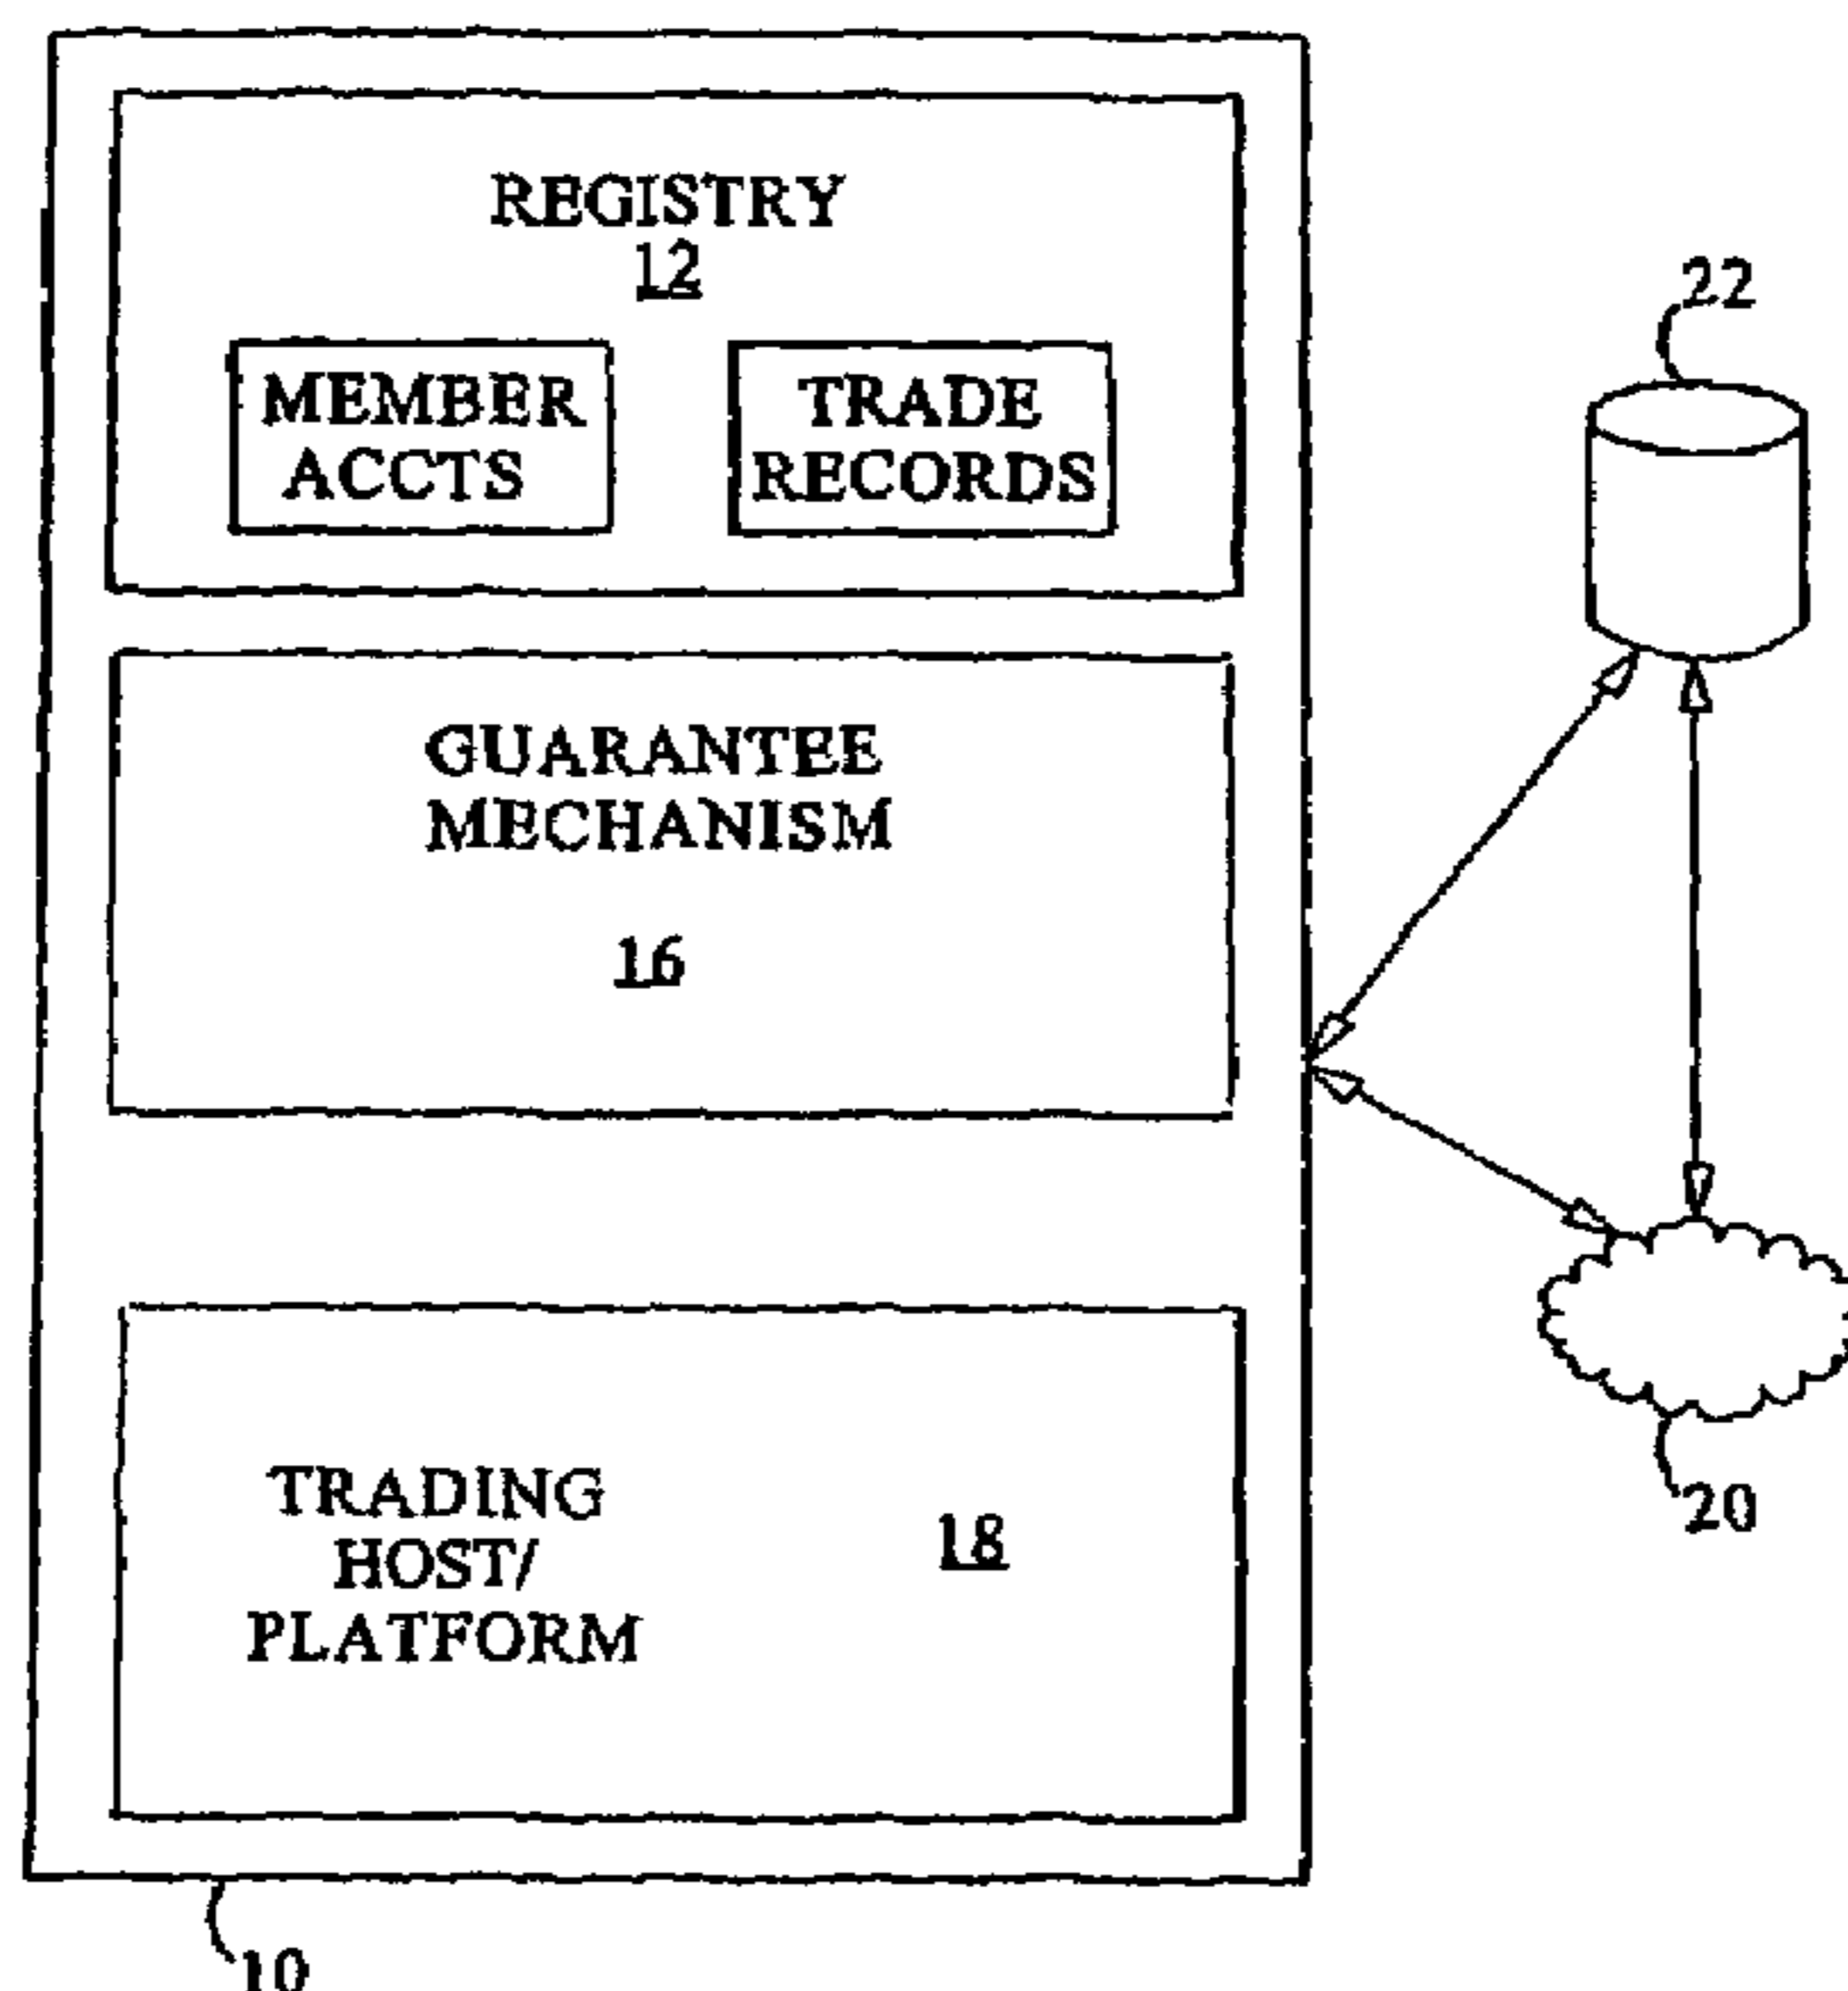 REGISTRY
12
MEMBER
ACCTS
TRADE
RECORDS
22
GUARANTEE
MECHANISM
16
TRADING
HOST/
PLATFORM
18
20
10